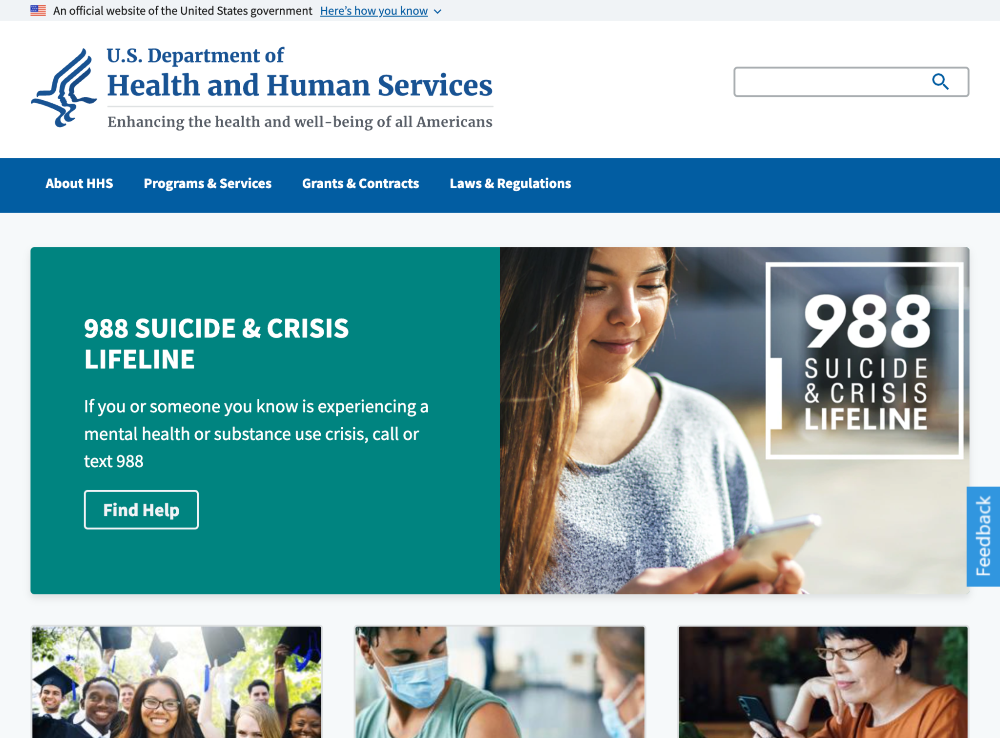 An official website of the United States government Here’s how you know
U.S. Department of
Health and Human Services
Enhancing the health and well-being of all Americans
About HHS Programs & Services Grants & Contracts Laws & Regulations
988 SUICIDE & CRISIS
LIFELINE
If you or someone you know is experiencing a
mental health or substance use crisis, call or
text 988
Find Help
988
SUICIDE
& CRISIS
LIFELINE
Feedback